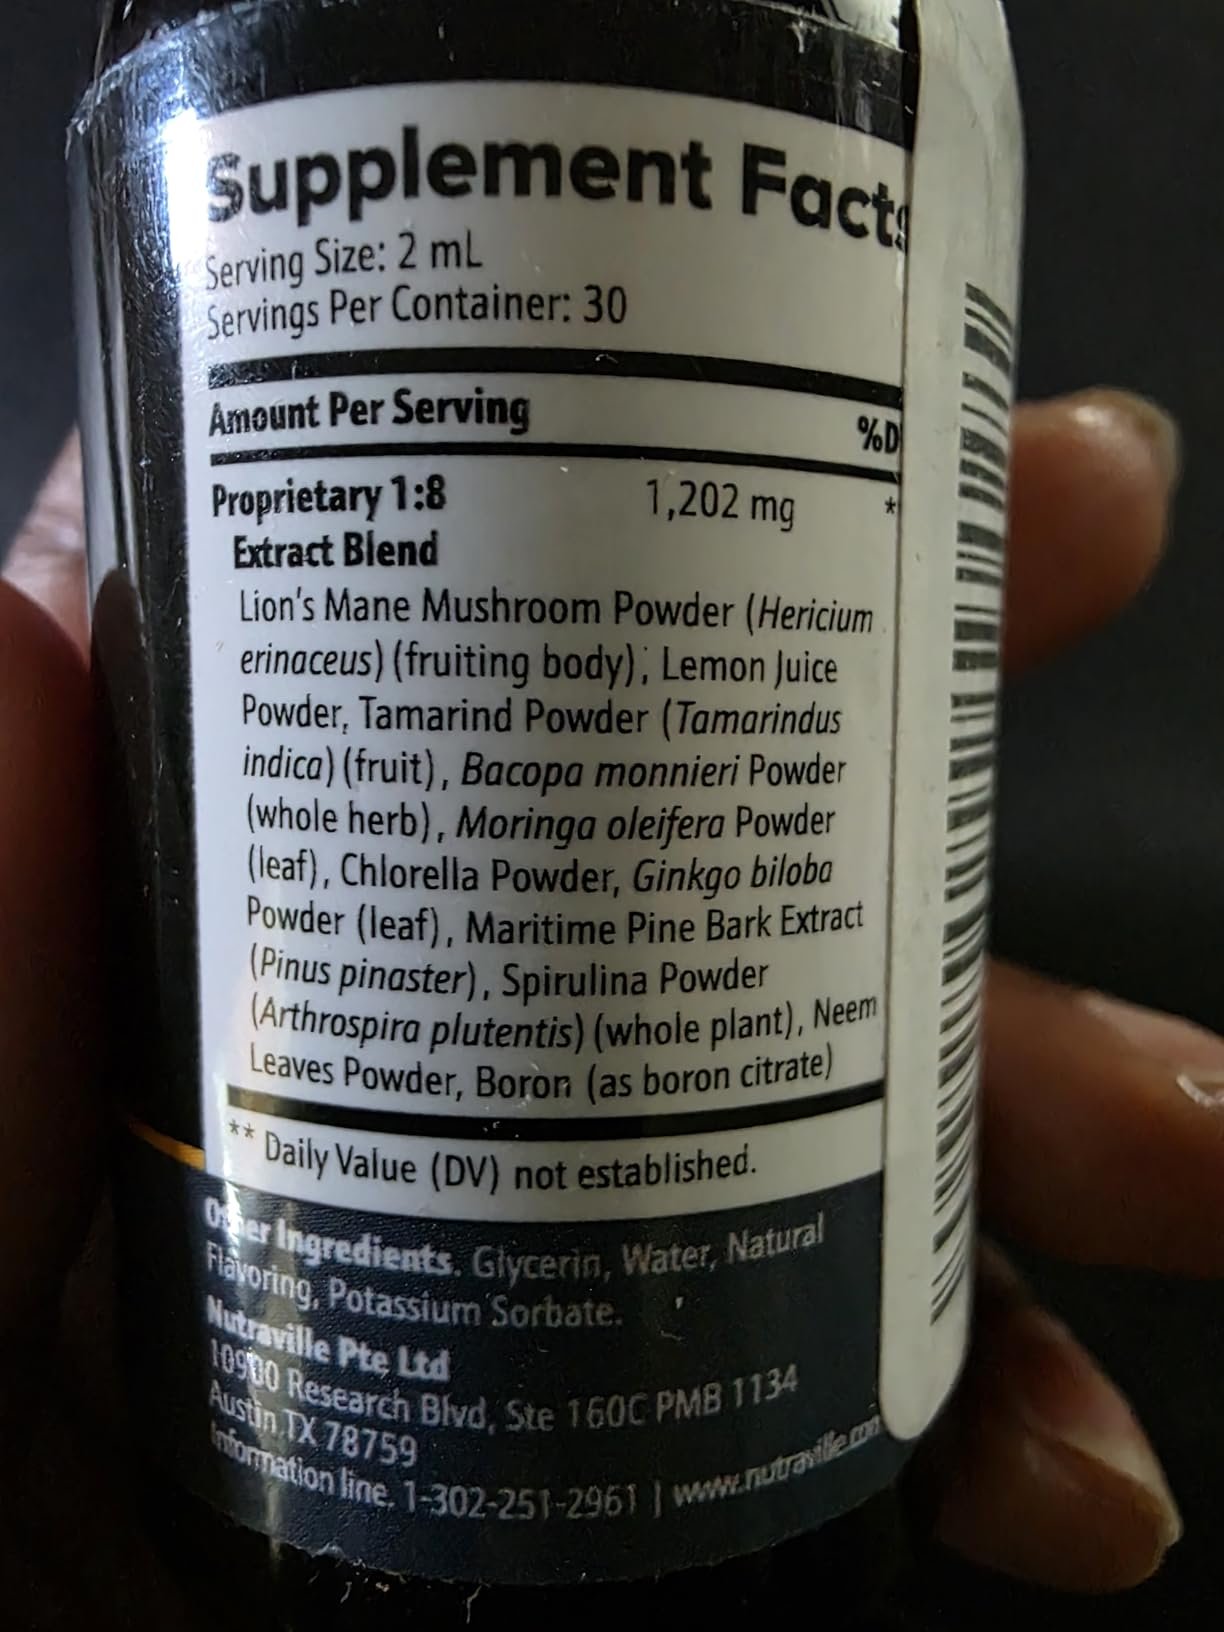 Supplement Facts
Serving Size: 2 mL
Servings Per Container: 30
Amount Per Serving %D
Proprietary 1:8 1,202 mg *
Extract Blend
Lion's Mane Mushroom Powder (Hericium
erinaceus) (fruiting body), Lemon Juice
Powder, Tamarind Powder (Tamarindus
indica) (fruit), Bacopa monnieri Powder
(whole herb), Moringa oleifera Powder
(leaf), Chlorella Powder, Ginkgo biloba
Powder (leaf), Maritime Pine Bark Extract
(Pinus pinaster), Spirulina Powder
(Arthrospira plutentis) (whole plant), Neem
Leaves Powder, Boron (as boron citrate)
** Daily Value (DV) not established.
Other Ingredients. Glycerin, Water, Natural
Flavoring, Potassium Sorbate.
Nutraville Pte Ltd
10900 Research Blvd, Ste 160C PMB 1134
Austin TX 78759
Information line. 1-302-251-2961 | www.nutraville.com